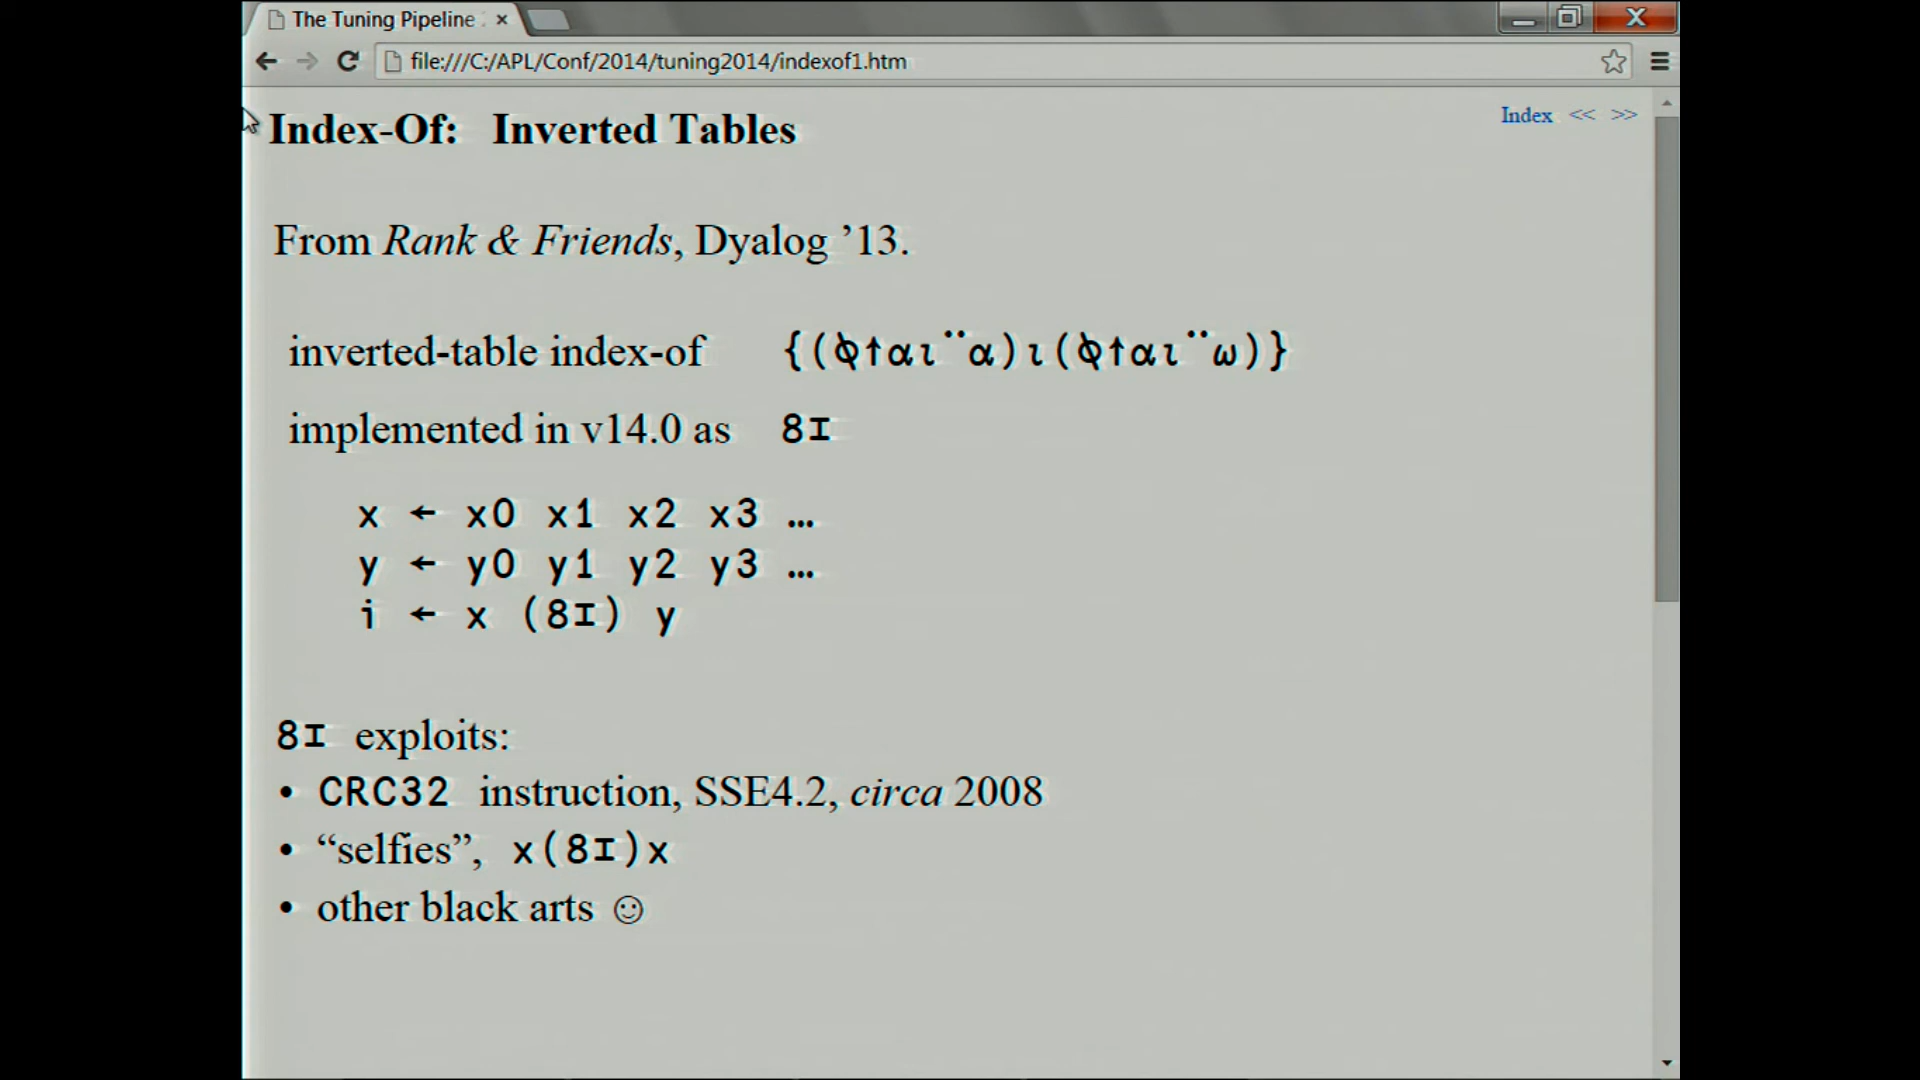 The Tuning Pipeline
file:///C:/APL/Conf/2014/tuning2014/indexof1.htm
Index << >>
Index-Of: Inverted Tables
From Rank & Friends, Dyalog ’13.
inverted-table index-of {(⍉↑⍺⍳¨⍺)⍳(⍉↑⍺⍳¨⍵)}
implemented in v14.0 as 8⌶
x ← x0 x1 x2 x3 …
y ← y0 y1 y2 y3 …
i ← x (8⌶) y
8⌶ exploits:
• CRC32 instruction, SSE4.2, circa 2008
• “selfies”, x(8⌶)x
• other black arts ☺